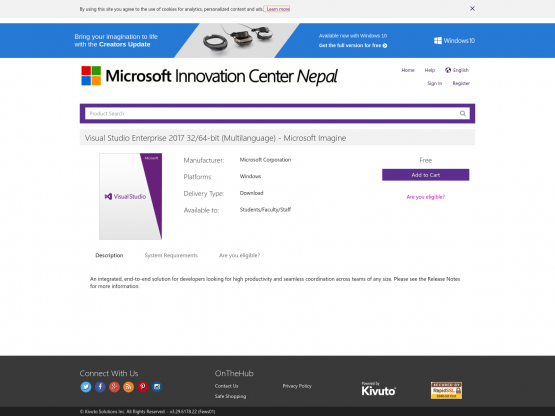 By using this site you agree to the use of cookies for analytics, personalized content and ads. Learn more
Bring your imagination to life
with the Creators Update
Available now with Windows 10
Get the full version for free
Windows10
Microsoft Innovation Center Nepal
Home Help English
Sign In Register
Product Search
Visual Studio Enterprise 2017 32/64-bit (Multilanguage) - Microsoft Imagine
Microsoft
Visual Studio
Manufacturer: Microsoft Corporation
Platforms: Windows
Delivery Type: Download
Available to: Students/Faculty/Staff
Free
Add to Cart
Are you eligible?
Description System Requirements Are you eligible?
An integrated, end-to-end solution for developers looking for high productivity and seamless coordination across teams of any size. Please see the Release Notes
for more information.
Connect With Us
OnTheHub
Contact Us Privacy Policy
Safe Shopping
Powered by
Kivuto
SECURED BY
RapidSSL
© Kivuto Solutions Inc. All Rights Reserved. - v3.29.6178.22 (Fwes01)